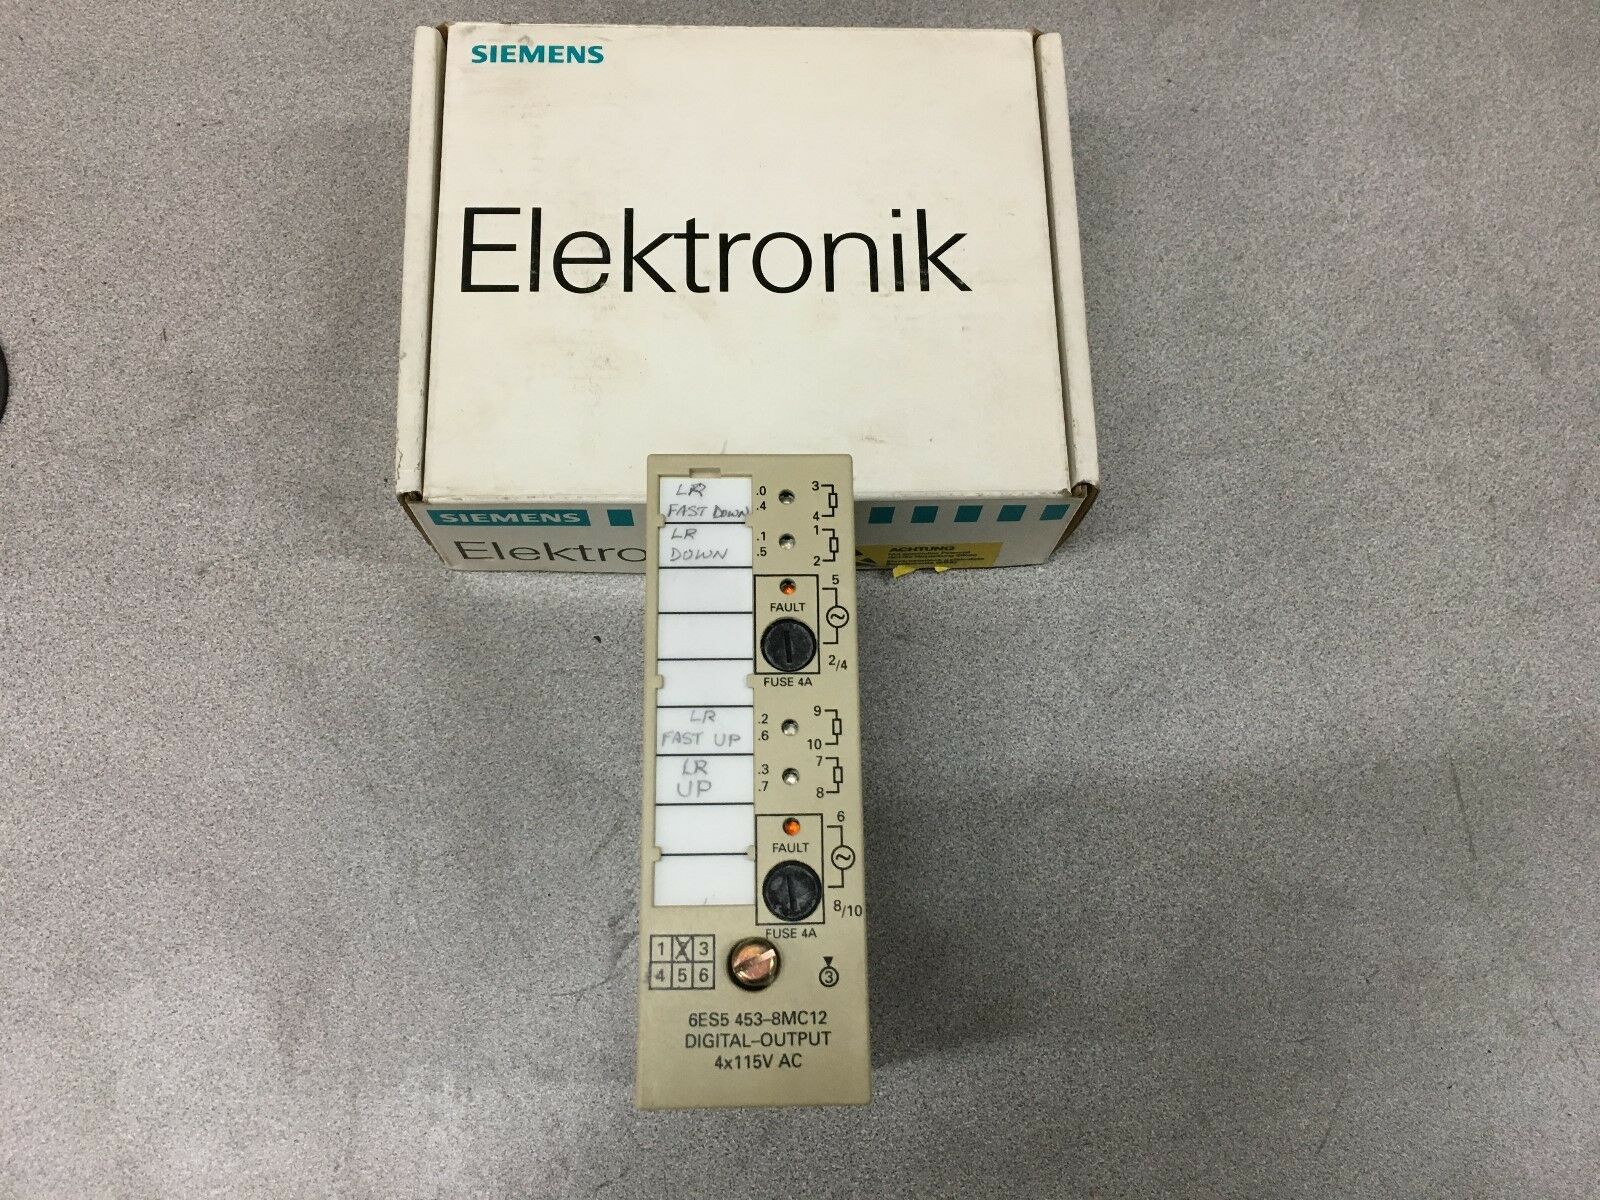 SIEMENS
Elektronik
SIEMENS
Elektro
ACHTUNG
LR
FAST DOWN
.0
.4
3
4
LR
DOWN
.1
.5
1
2
5
FAULT
2/4
FUSE 4A
LR
FAST UP
.2
.6
9
10
LR
UP
.3
.7
7
8
6
FAULT
8/10
FUSE 4A
1 2 3
4 5 6
3
6ES5 453-8MC12
DIGITAL-OUTPUT
4x115V AC